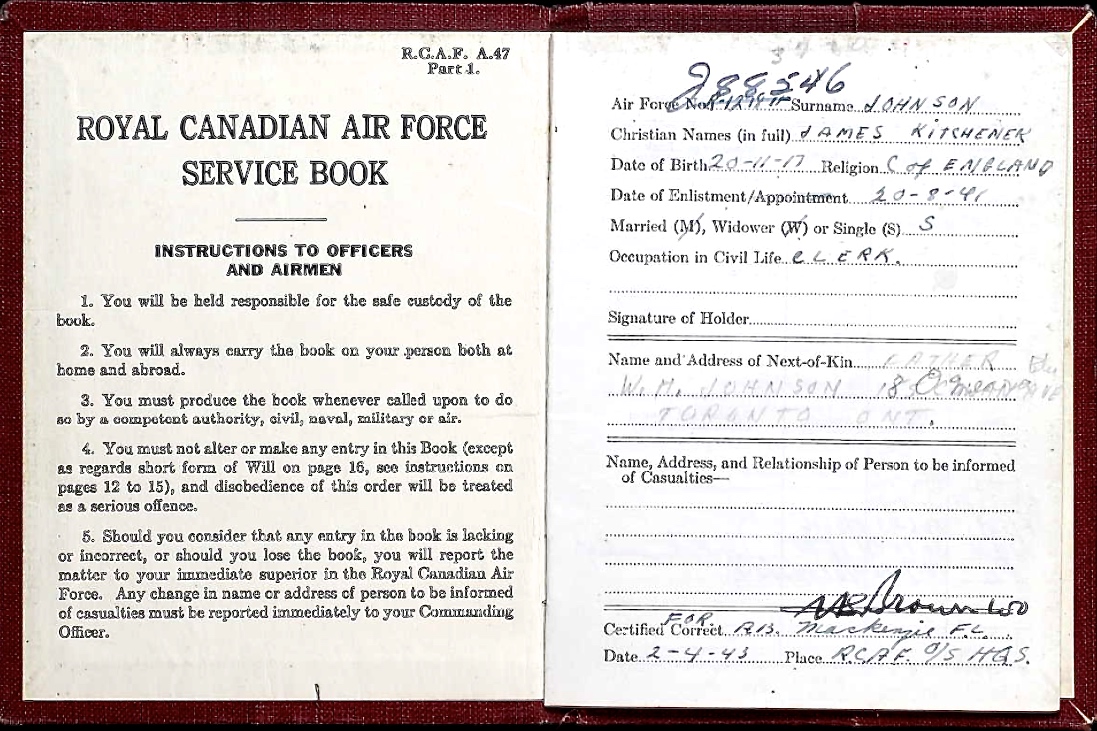 R.C.A.F. A.47
Part 1.
ROYAL CANADIAN AIR FORCE
SERVICE BOOK
INSTRUCTIONS TO OFFICERS
AND AIRMEN
1. You will be held responsible for the safe custody of the
book.
2. You will always carry the book on your person both at
home and abroad.
3. You must produce the book whenever called upon to do
so by a competent authority, civil, naval, military or air.
4. You must not alter or make any entry in this Book (except
as regards short form of Will on page 16, see instructions on
pages 12 to 15), and disobedience of this order will be treated
as a serious offence.
5. Should you consider that any entry in the book is lacking
or incorrect, or should you lose the book, you will report the
matter to your immediate superior in the Royal Canadian Air
Force. Any change in name or address of person to be informed
of casualties must be reported immediately to your Commanding
Officer.
288546
Air Force No. Surname JOHNSON
Christian Names (in full) JAMES KITCHENER
Date of Birth 20-11-17 Religion C of ENGLAND
Date of Enlistment/Appointment 20-8-41
Married (M), Widower (W) or Single (S) S
Occupation in Civil Life CLERK.
Signature of Holder
Name and Address of Next-of-Kin FATHER
W.H. JOHNSON 18 AVE
TORONTO ONT.
Name, Address, and Relationship of Person to be informed
of Casualties—
Brown
FOR
Certified Correct A.B. Mackenzie F.L.
Date 2-4-43 Place R.C.A.F. O/S HQS.